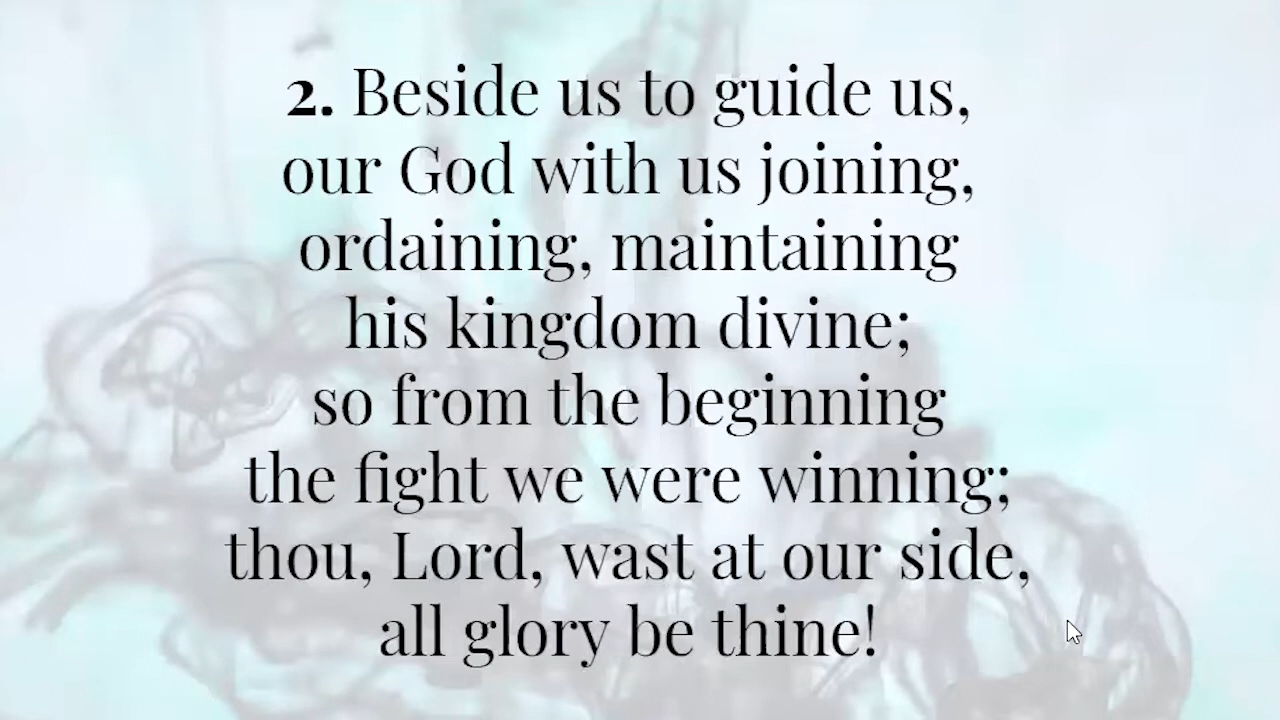 2. Beside us to guide us,
our God with us joining,
ordaining, maintaining
his kingdom divine;
so from the beginning
the fight we were winning;
thou, Lord, wast at our side,
all glory be thine!